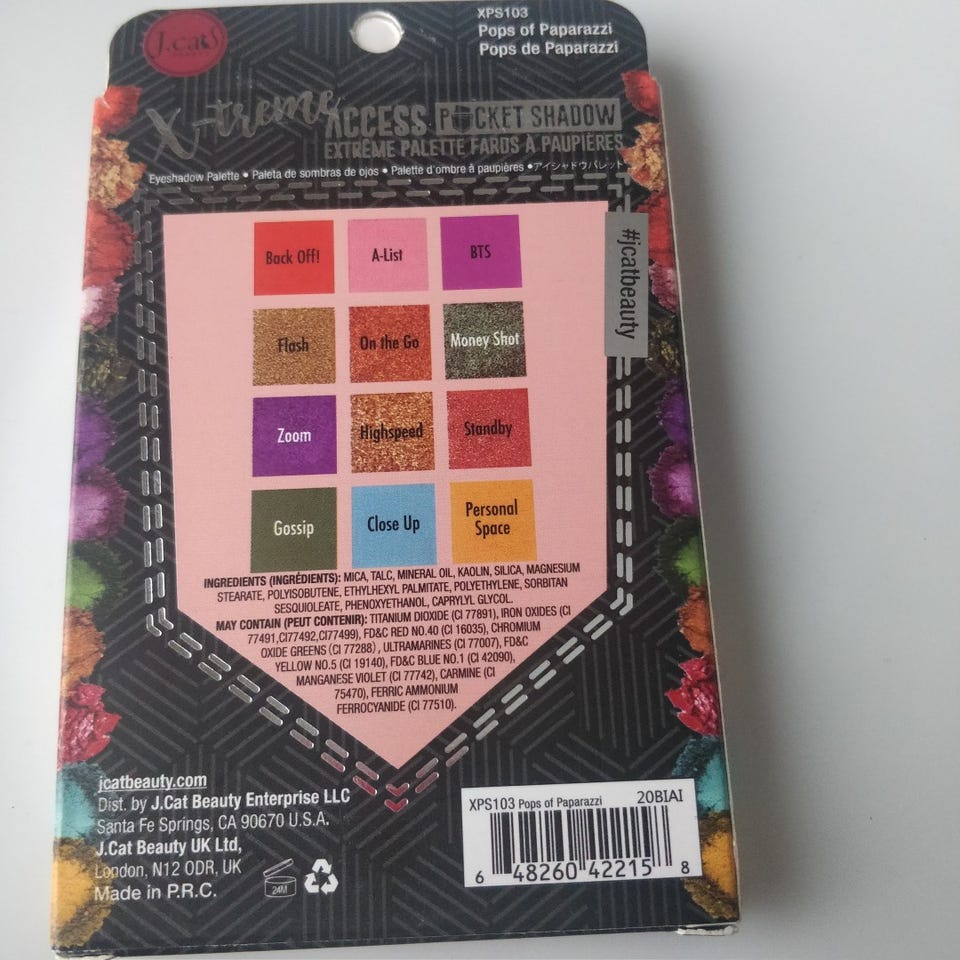 J.cat
BEAUTY
XPS103
Pops of Paparazzi
Pops de Paparazzi
X-treme
ACCESS POCKET SHADOW
EXTRÊME PALETTE FARDS À PAUPIÈRES
Eyeshadow Palette • Paleta de sombras de ojos • Palette d'ombre à paupières •アイシャドウパレット
#jcatbeauty
Back Off! A-List BTS
Flash On the Go Money Shot
Zoom Highspeed Standby
Gossip Close Up Personal
Space
INGREDIENTS (INGRÉDIENTS): MICA, TALC, MINERAL OIL, KAOLIN, SILICA, MAGNESIUM
STEARATE, POLYISOBUTENE, ETHYLHEXYL PALMITATE, POLYETHYLENE, SORBITAN
SESQUIOLEATE, PHENOXYETHANOL, CAPRYLYL GLYCOL.
MAY CONTAIN (PEUT CONTENIR): TITANIUM DIOXIDE (CI 77891), IRON OXIDES (CI
77491,CI77492,CI77499), FD&C RED NO.40 (CI 16035), CHROMIUM
OXIDE GREENS (CI 77288) , ULTRAMARINES (CI 77007), FD&C
YELLOW NO.5 (CI 19140), FD&C BLUE NO.1 (CI 42090),
MANGANESE VIOLET (CI 77742), CARMINE (CI
75470), FERRIC AMMONIUM
FERROCYANIDE (CI 77510).
jcatbeauty.com
Dist. by J.Cat Beauty Enterprise LLC
Santa Fe Springs, CA 90670 U.S.A.
J.Cat Beauty UK Ltd,
London, N12 0DR, UK
Made in P.R.C.
24M
XPS103 Pops of Paparazzi 20BIAI
6 48260 42215 8